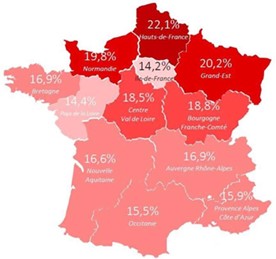 22,1%
Hauts-de-France
19,8%
Normandie
14,2%
Île-de-France
20,2%
Grand-Est
16,9%
Bretagne
14,4%
Pays de la Loire
18,5%
Centre
Val de Loire
18,8%
Bourgogne
Franche-Comté
16,6%
Nouvelle
Aquitaine
16,9%
Auvergne Rhône-Alpes
15,5%
Occitanie
15,9%
Provence-Alpes
Côte d'Azur